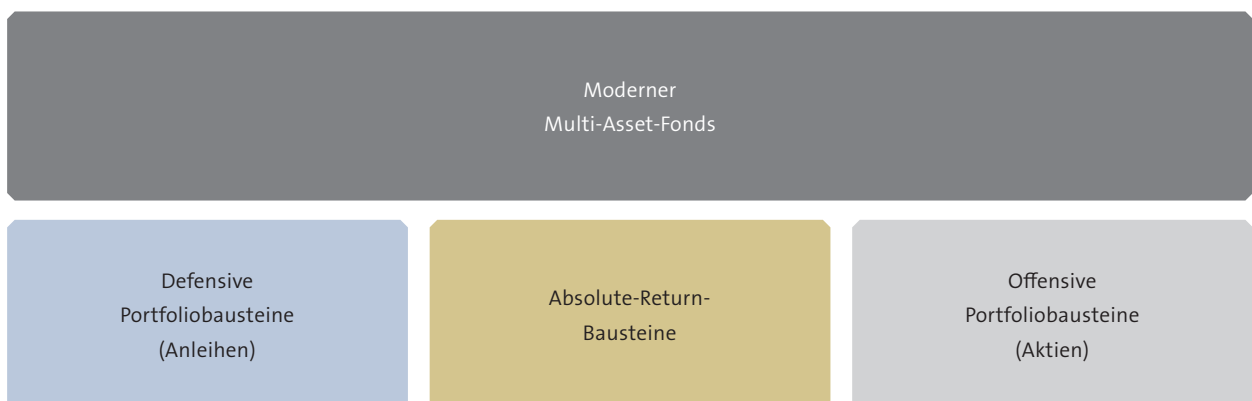 Moderner
Multi-Asset-Fonds
Defensive
Portfoliobausteine
(Anleihen)
Absolute-Return-
Bausteine
Offensive
Portfoliobausteine
(Aktien)